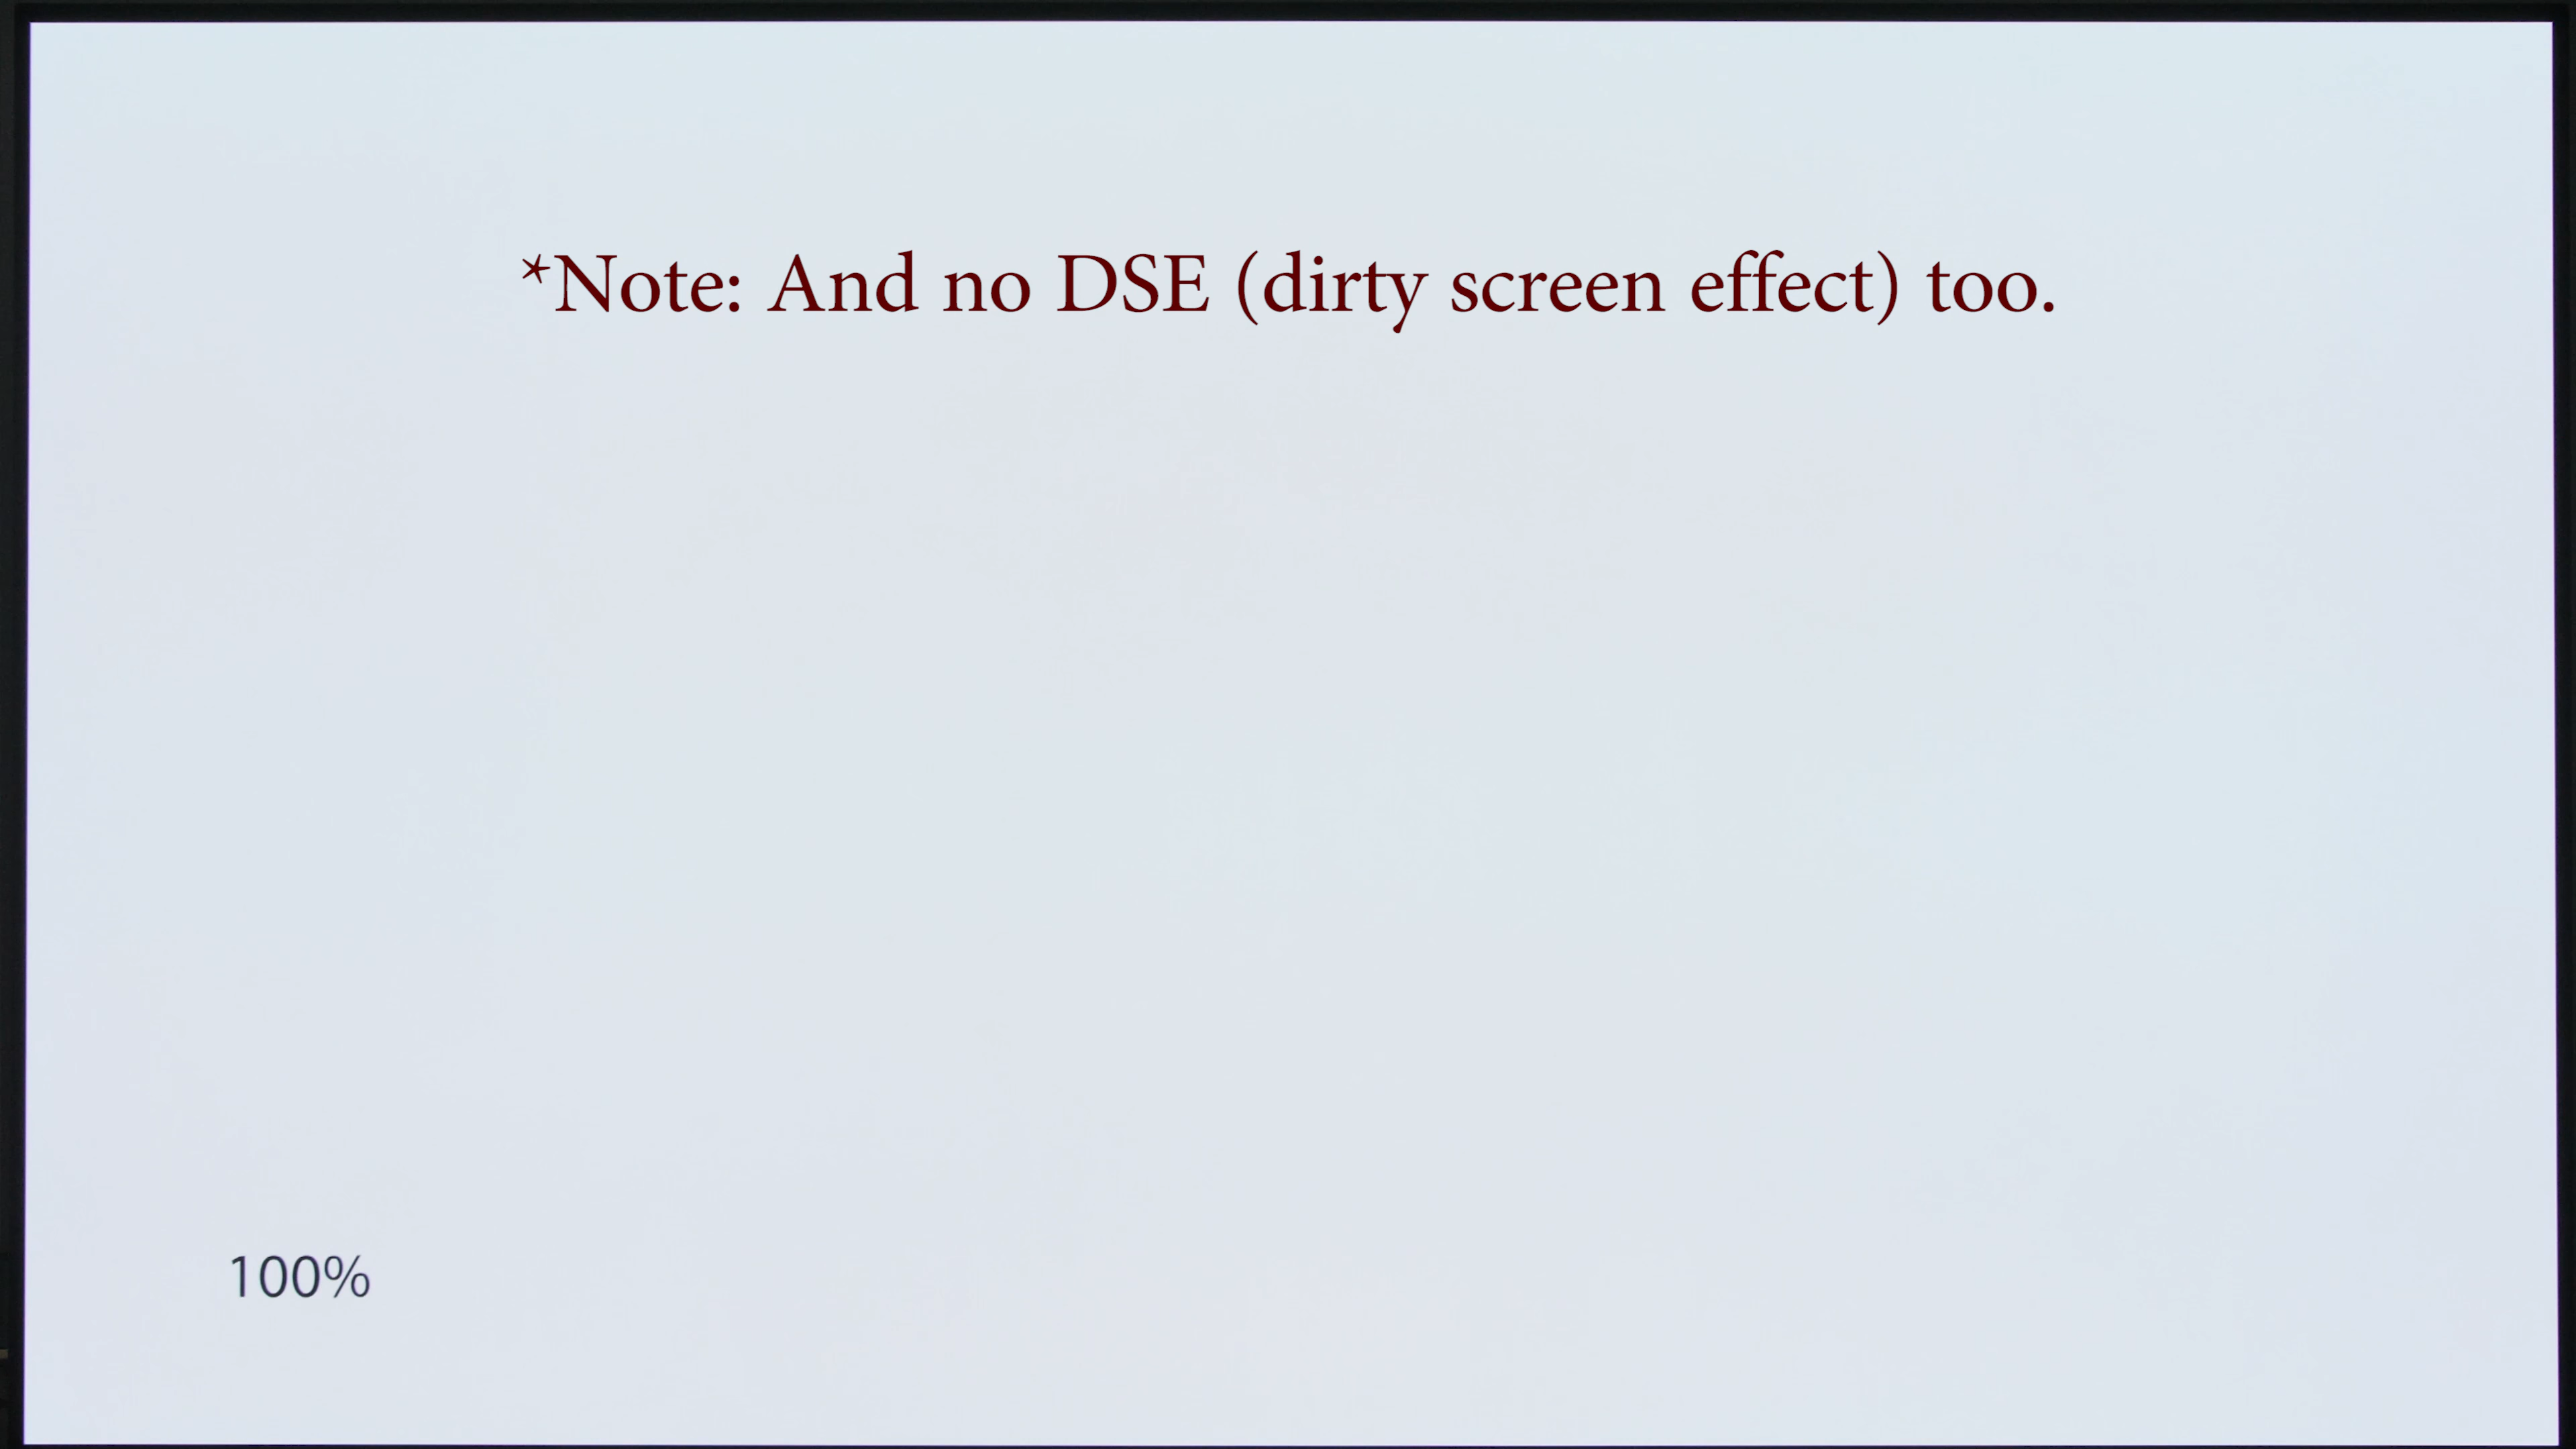 *Note: And no DSE (dirty screen effect) too.
100%